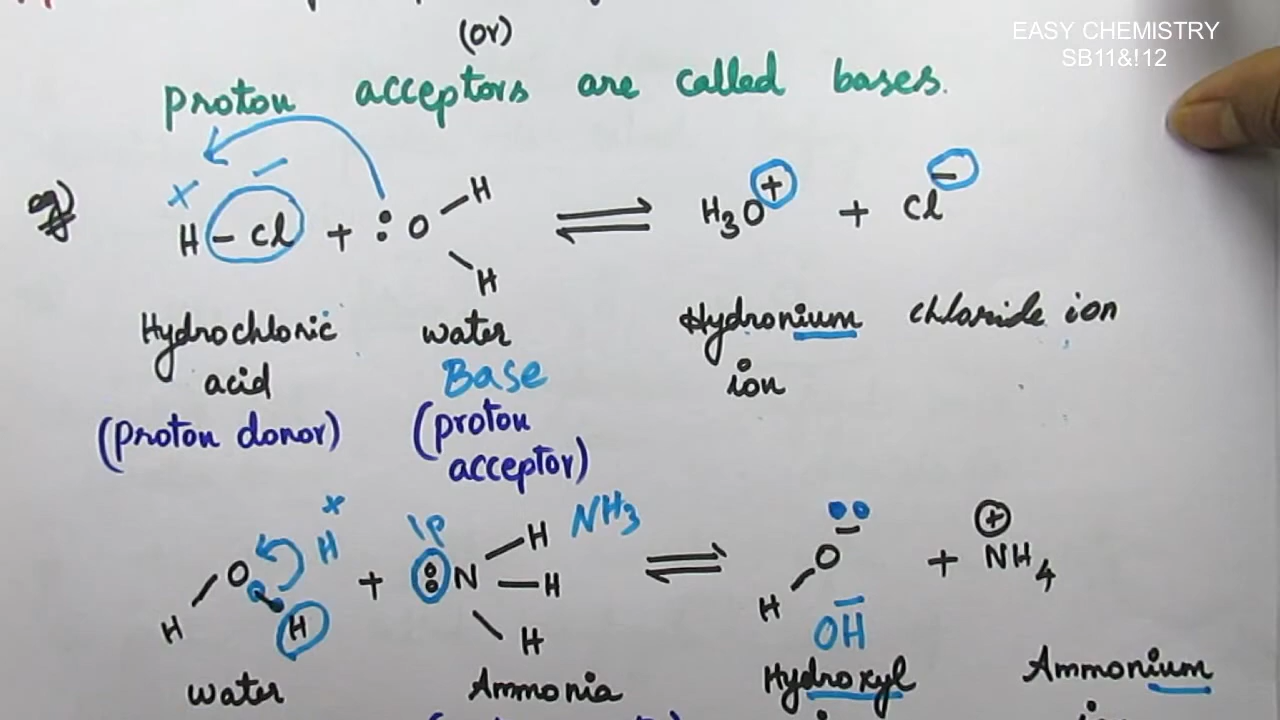 EASY CHEMISTRY
SB11&!12
(or)
Proton acceptors are called bases.
eg)
H – Cl + :O H H ⇌ H₃O⁺ + Cl⁻
Hydrochloric water Hydronium chloride ion
acid Base ion
(Proton donor) (proton
acceptor)
H⁺ lp NH₃
H O H + :N H H H ⇌ H O⁻ + NH₄⁺
OH⁻
water Ammonia Hydroxyl Ammonium